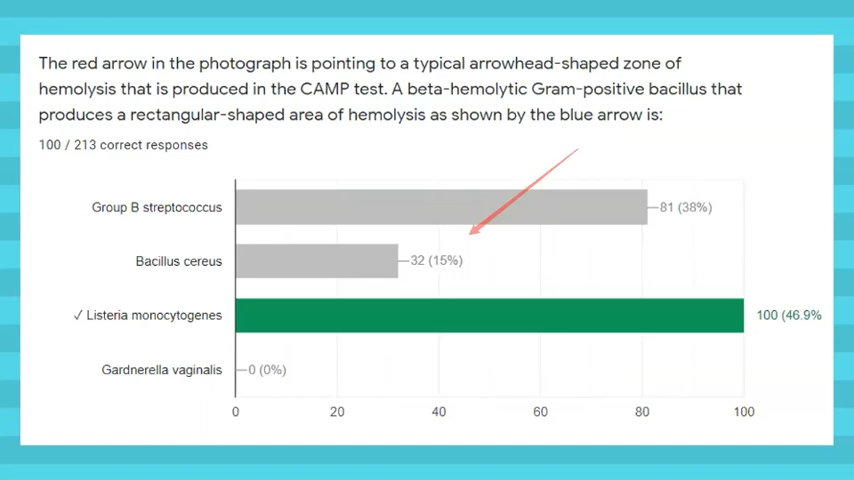 The red arrow in the photograph is pointing to a typical arrowhead-shaped zone of
hemolysis that is produced in the CAMP test. A beta-hemolytic Gram-positive bacillus that
produces a rectangular-shaped area of hemolysis as shown by the blue arrow is:
100 / 213 correct responses
Group B streptococcus 81 (38%)
Bacillus cereus 32 (15%)
✓ Listeria monocytogenes 100 (46.9%
Gardnerella vaginalis 0 (0%)
0 20 40 60 80 100